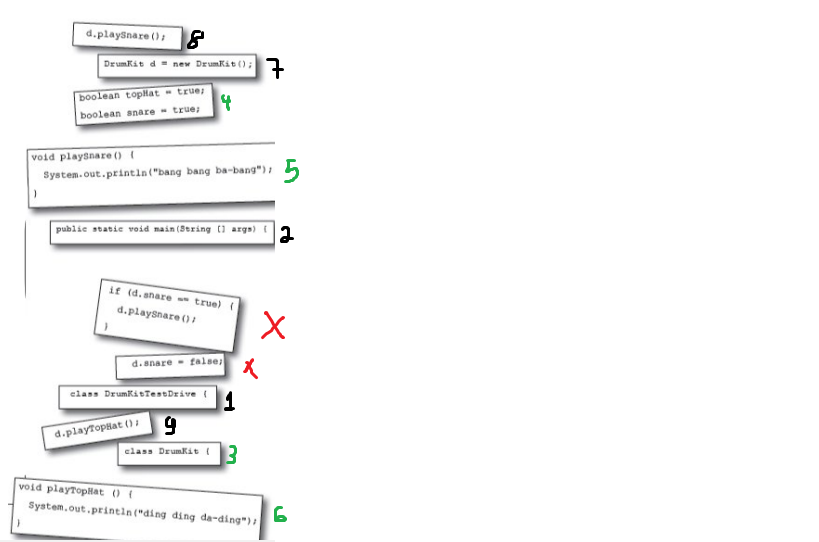 d.playSnare();
8
DrumKit d = new DrumKit();
7
boolean topHat = true;
boolean snare = true;
4
void playSnare() {
System.out.println("bang bang ba-bang");
}
5
public static void main(String [] args) {
2
if (d.snare == true) {
d.playSnare();
}
X
d.snare = false;
x
class DrumKitTestDrive {
1
d.playTopHat();
9
class DrumKit {
3
void playTopHat () {
System.out.println("ding ding da-ding");
}
6